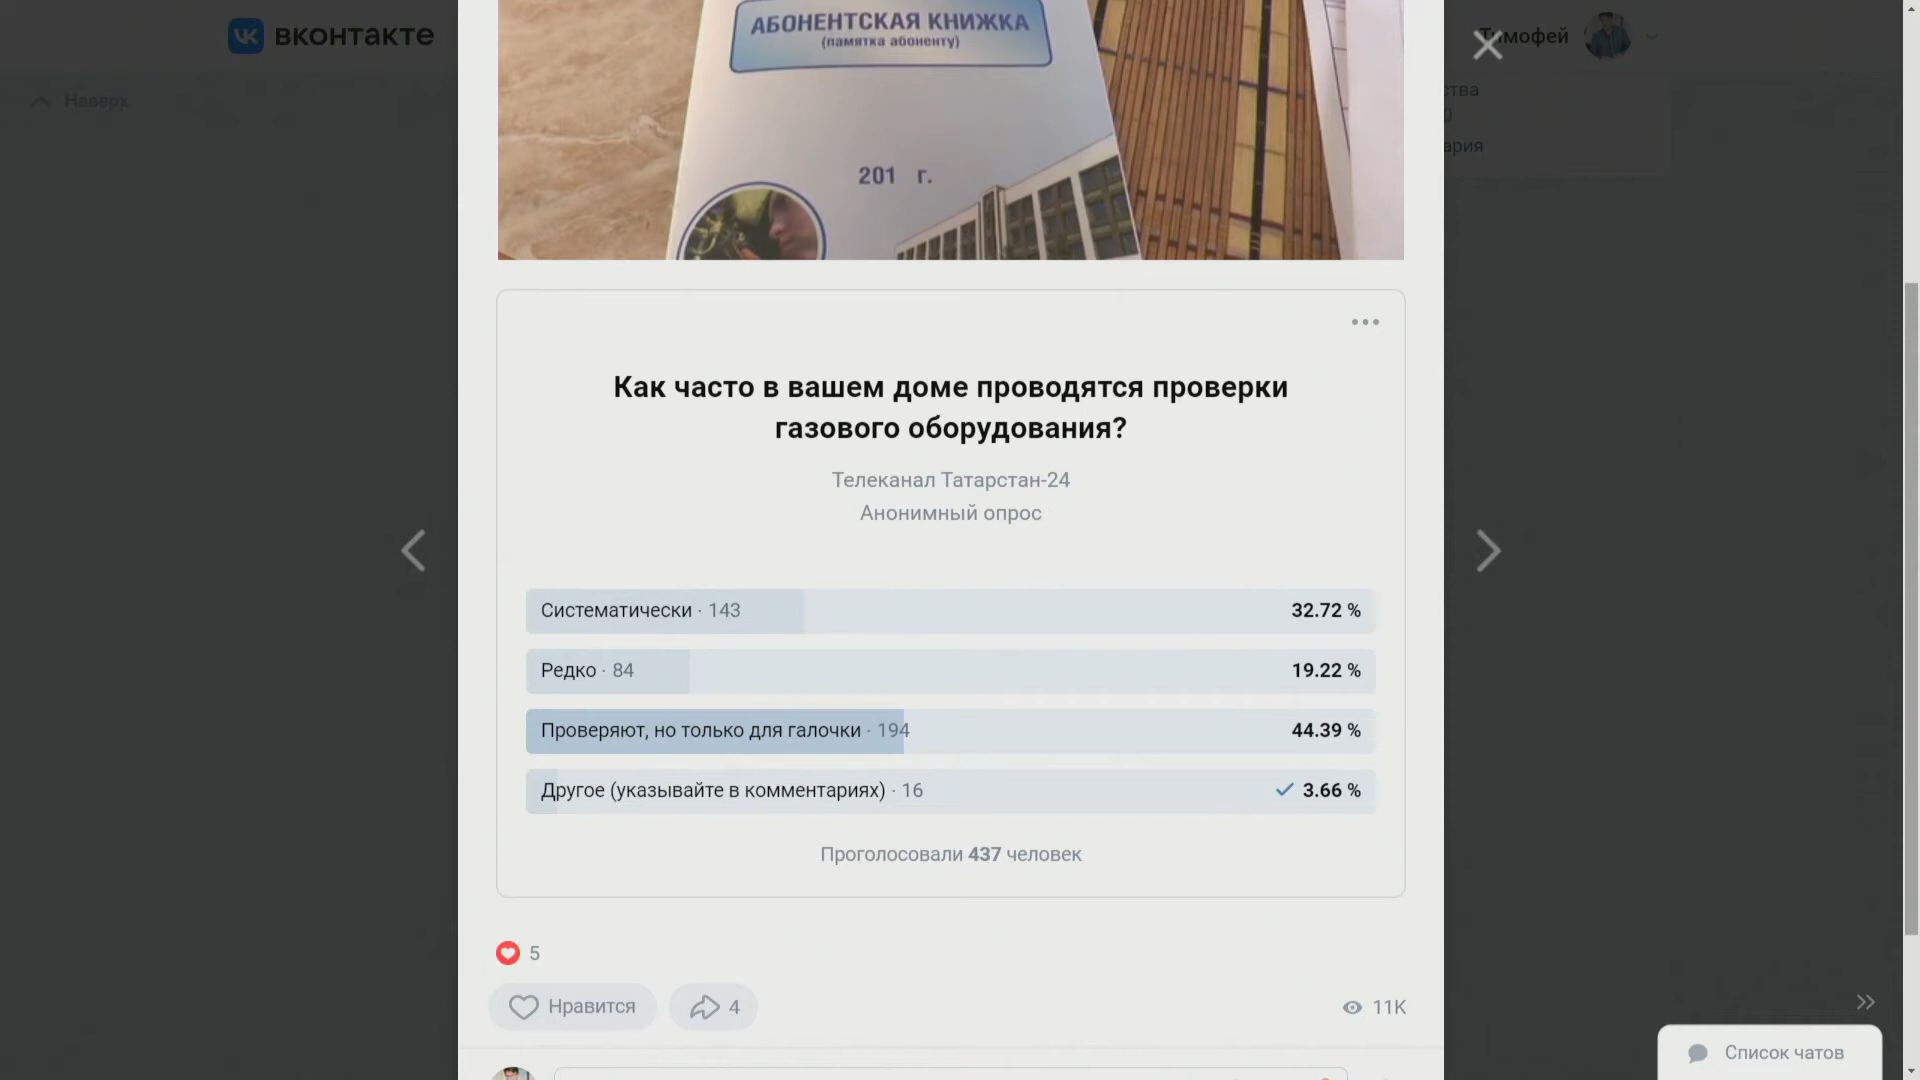 вконтакте
Наверх
АБОНЕНТСКАЯ КНИЖКА
(памятка абоненту)
201 г.
Тимофей
Как часто в вашем доме проводятся проверки
газового оборудования?
Телеканал Татарстан-24
Анонимный опрос
Систематически · 143 32.72 %
Редко · 84 19.22 %
Проверяют, но только для галочки · 194 44.39 %
Другое (указывайте в комментариях) · 16 3.66 %
Проголосовали 437 человек
5
Нравится 4 11K
Список чатов